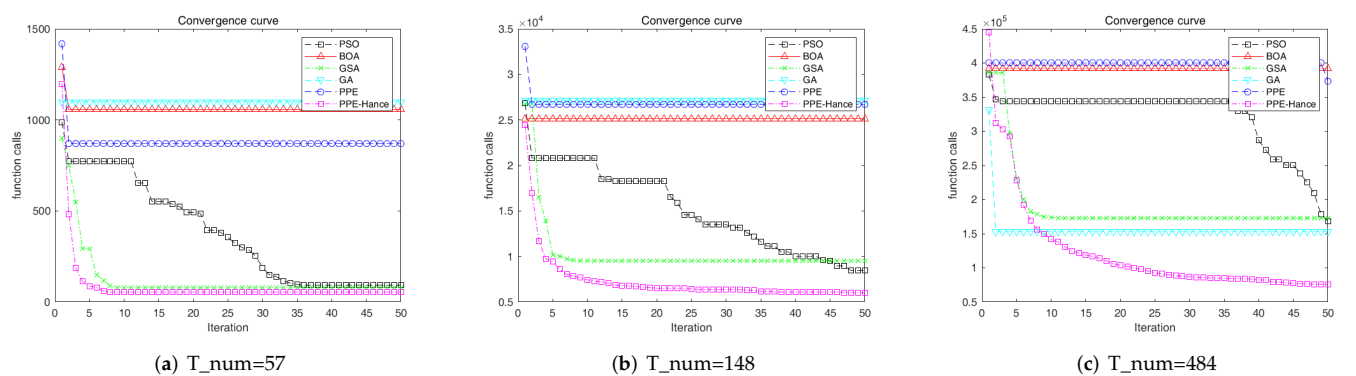 Convergence curve
1500
1000
500
0
0 5 10 15 20 25 30 35 40 45 50
function calls
Iteration
PSO
BOA
GSA
GA
PPE
PPE-Hance
(a) T_num=57
Convergence curve
×10^4
3.5
3
2.5
2
1.5
1
0.5
0 5 10 15 20 25 30 35 40 45 50
function calls
Iteration
PSO
BOA
GSA
GA
PPE
PPE-Hance
(b) T_num=148
Convergence curve
×10^5
4.5
4
3.5
3
2.5
2
1.5
1
0.5
0 5 10 15 20 25 30 35 40 45 50
function calls
Iteration
PSO
BOA
GSA
GA
PPE
PPE-Hance
(c) T_num=484